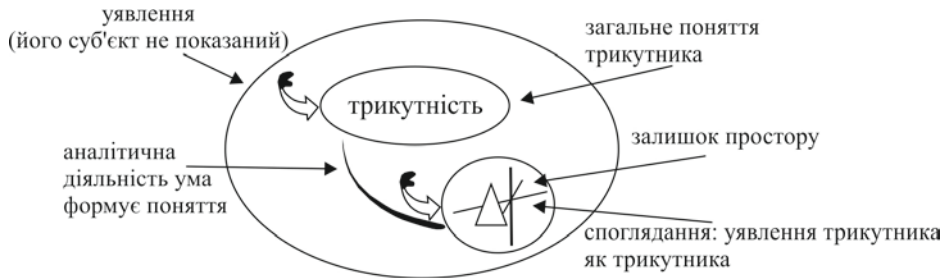 уявлення
(його суб'єкт не показаний)
загальне поняття
трикутника
трикутність
залишок простору
аналітична
діяльність ума
формує поняття
споглядання: уявлення трикутника
як трикутника